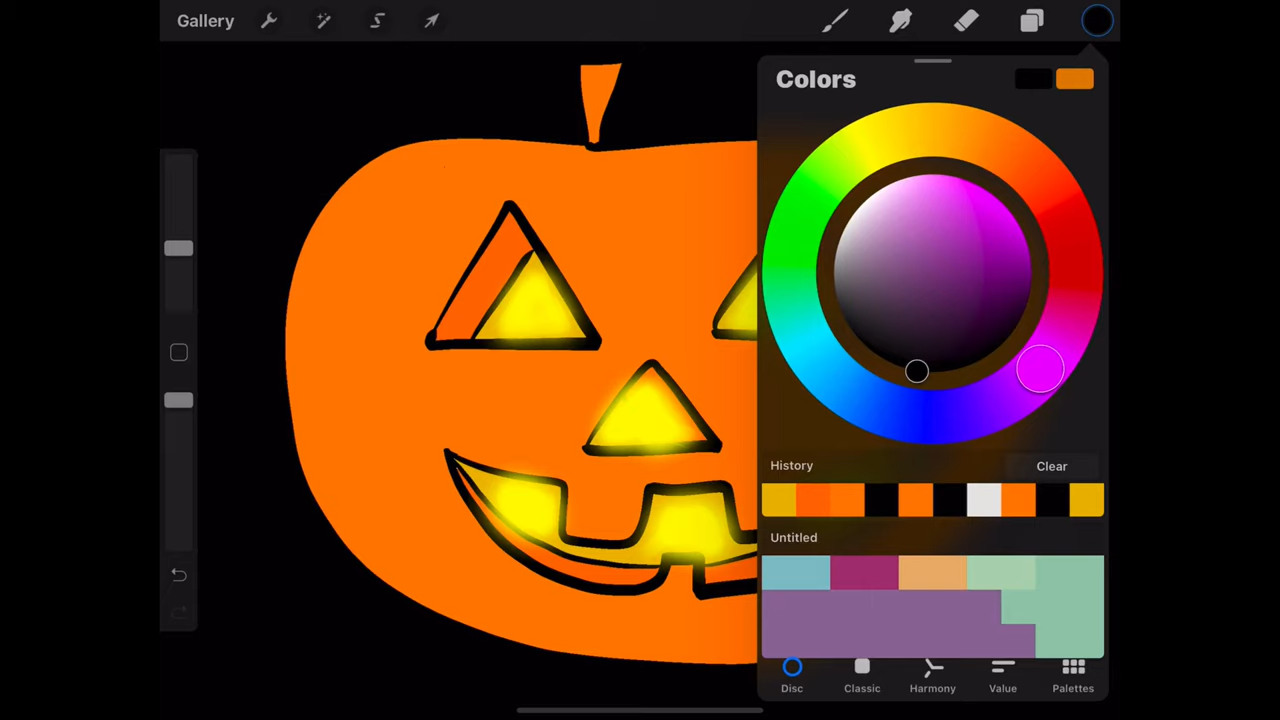 Gallery
Colors
History
Clear
Untitled
Disc
Classic
Harmony
Value
Palettes